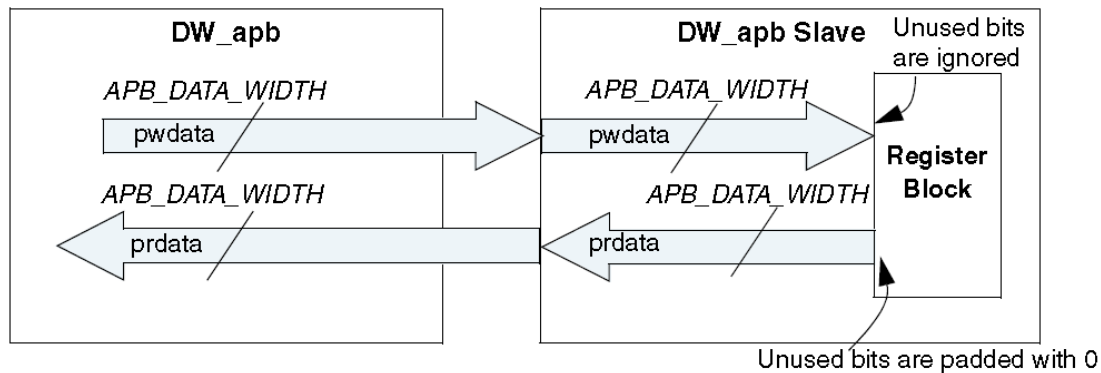 DW_apb
DW_apb Slave
Unused bits
are ignored
APB_DATA_WIDTH
APB_DATA_WIDTH
pwdata
pwdata
Register
Block
APB_DATA_WIDTH
APB_DATA_WIDTH
prdata
prdata
Unused bits are padded with 0